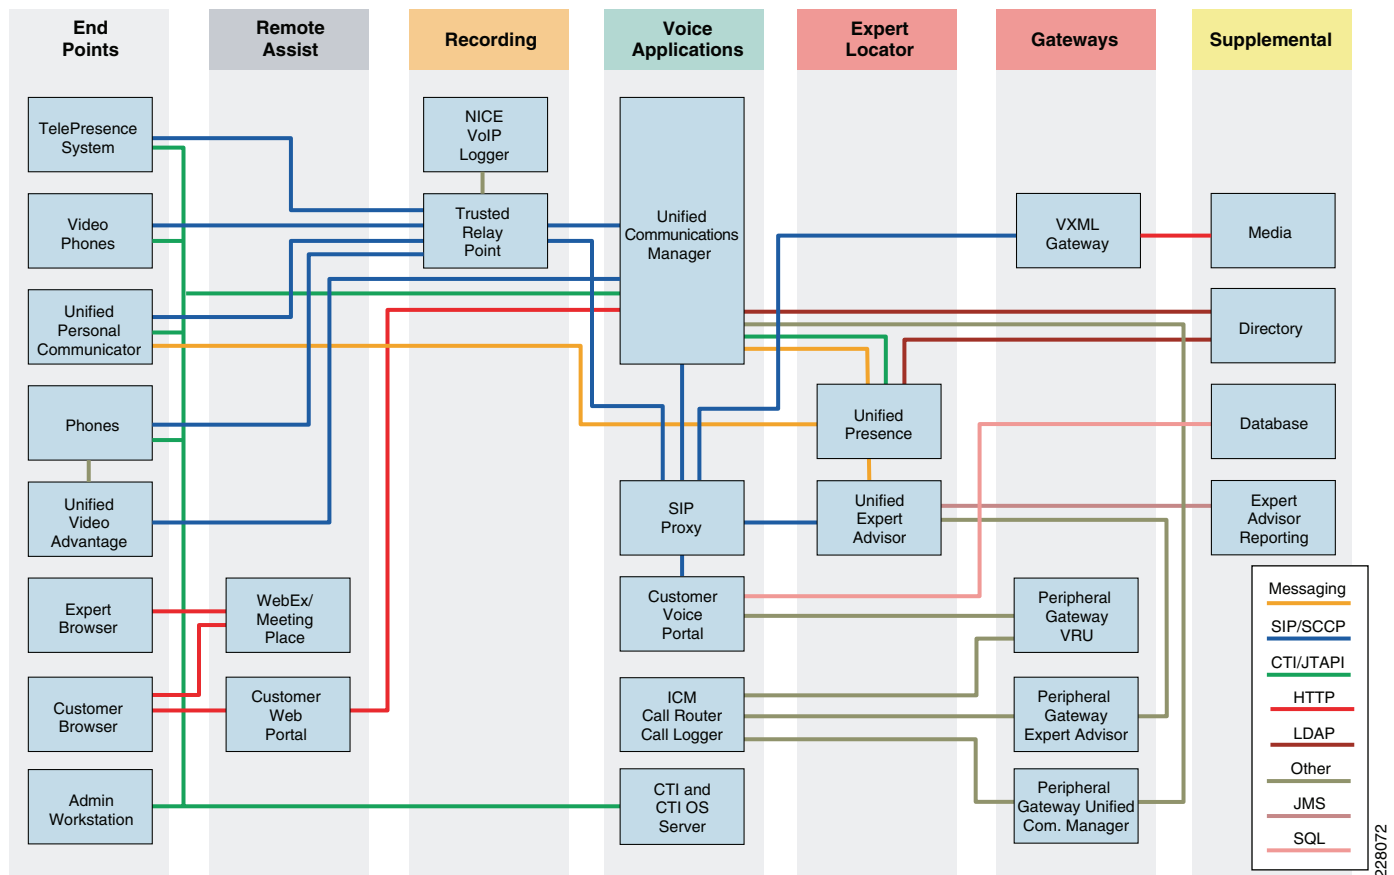 End
Points
Remote
Assist
Recording
Voice
Applications
Expert
Locator
Gateways
Supplemental
TelePresence
System
Video
Phones
Unified
Personal
Communicator
Phones
Unified
Video
Advantage
Expert
Browser
Customer
Browser
Admin
Workstation
WebEx/
Meeting
Place
Customer
Web
Portal
NICE
VoIP
Logger
Trusted
Relay
Point
Unified
Communications
Manager
SIP
Proxy
Customer
Voice
Portal
ICM
Call Router
Call Logger
CTI and
CTI OS
Server
Unified
Presence
Unified
Expert
Advisor
VXML
Gateway
Peripheral
Gateway
VRU
Peripheral
Gateway
Expert Advisor
Peripheral
Gateway Unified
Com. Manager
Media
Directory
Database
Expert
Advisor
Reporting
Messaging
SIP/SCCP
CTI/JTAPI
HTTP
LDAP
Other
JMS
SQL
228072